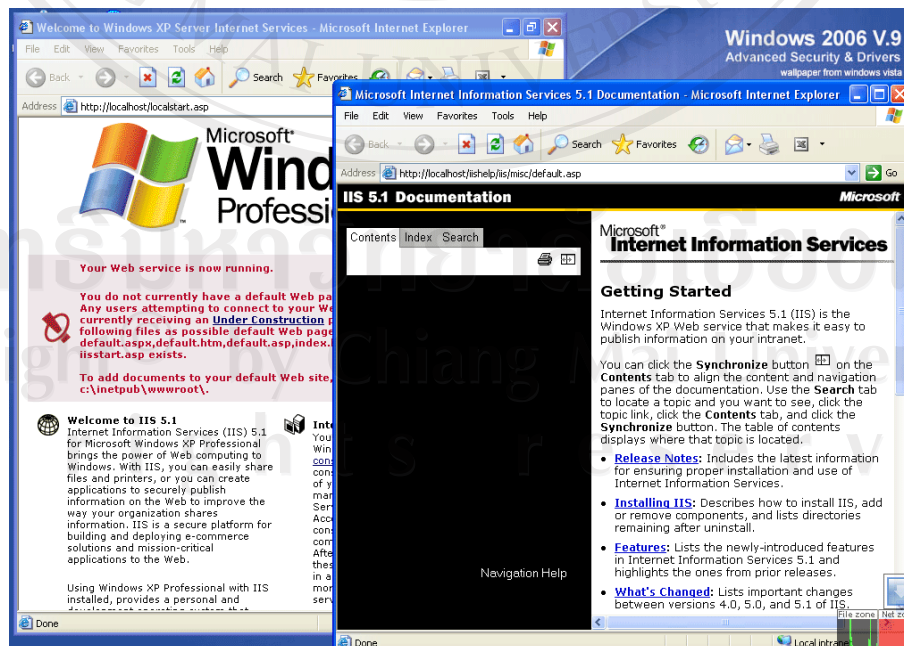 Welcome to Windows XP Server Internet Services - Microsoft Internet Explorer
File Edit View Favorites Tools Help
Back Search Favorites
Address http://localhost/localstart.asp
Microsoft
Professi
Your Web service is now running.
You do not currently have a default Web pa
Any users attempting to connect to your We
currently receiving an Under Construction p
following files as possible default Web page
default.aspx,default.htm,default.asp,index.
iisstart.asp exists.
To add documents to your default Web site,
c:\inetpub\wwwroot\.
Welcome to IIS 5.1
Internet Information Services (IIS) 5.1
for Microsoft Windows XP Professional
brings the power of Web computing to
Windows. With IIS, you can easily share
files and printers, or you can create
applications to securely publish
information on the Web to improve the
way your organization shares
information. IIS is a secure platform for
building and deploying e-commerce
solutions and mission-critical
applications to the Web.
Using Windows XP Professional with IIS
installed, provides a personal and
Done
Windows 2006 V.9
Advanced Security & Drivers
wallpaper from windows vista
Microsoft Internet Information Services 5.1 Documentation - Microsoft Internet Explorer
File Edit View Favorites Tools Help
Back Search Favorites
Address http://localhost/iishelp/iis/misc/default.asp Go
IIS 5.1 Documentation Microsoft
Contents Index Search
Navigation Help
Microsoft®
Internet Information Services
Getting Started
Internet Information Services 5.1 (IIS) is the
Windows XP Web service that makes it easy to
publish information on your intranet.
You can click the Synchronize button on the
Contents tab to align the content and navigation
panes of the documentation. Use the Search tab
to locate a topic and you want to see, click the
topic link, click the Contents tab, and click the
Synchronize button. The table of contents
displays where that topic is located.
• Release Notes: Includes the latest information
for ensuring proper installation and use of
Internet Information Services.
• Installing IIS: Describes how to install IIS, add
or remove components, and lists directories
remaining after uninstall.
• Features: Lists the newly-introduced features
in Internet Information Services 5.1 and
highlights the ones from prior releases.
• What's Changed: Lists important changes
between versions 4.0, 5.0, and 5.1 of IIS.
File zone Net zo
Done Local intrane